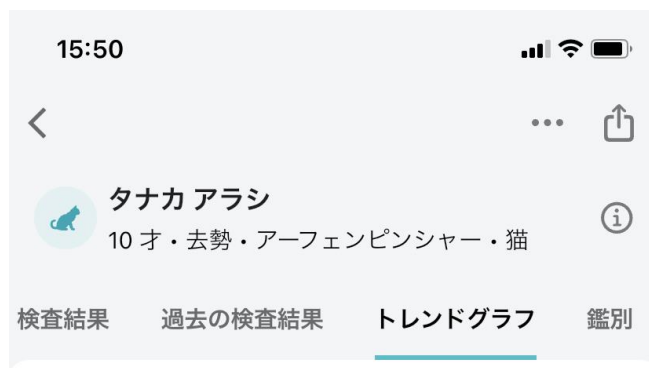 15:50
タナカ アラシ
10 才・去勢・アーフェンピンシャー・猫
検査結果 過去の検査結果 トレンドグラフ 鑑別